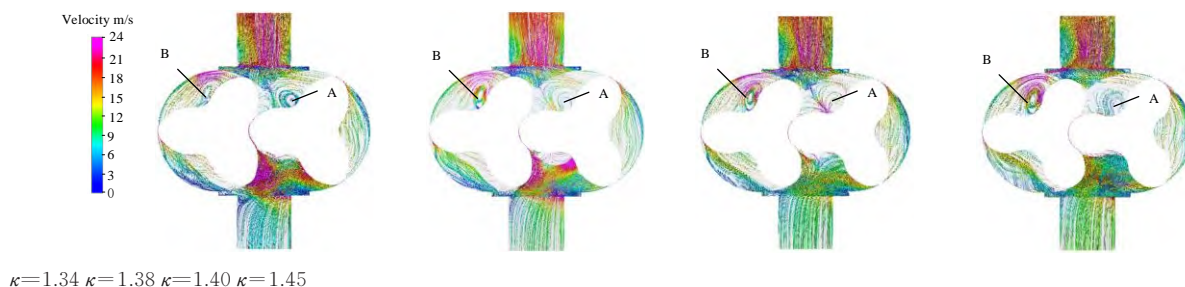 Velocity m/s
24
21
18
15
12
9
6
3
0
B
A
B
A
B
A
B
A
κ=1.34 κ=1.38 κ=1.40 κ=1.45